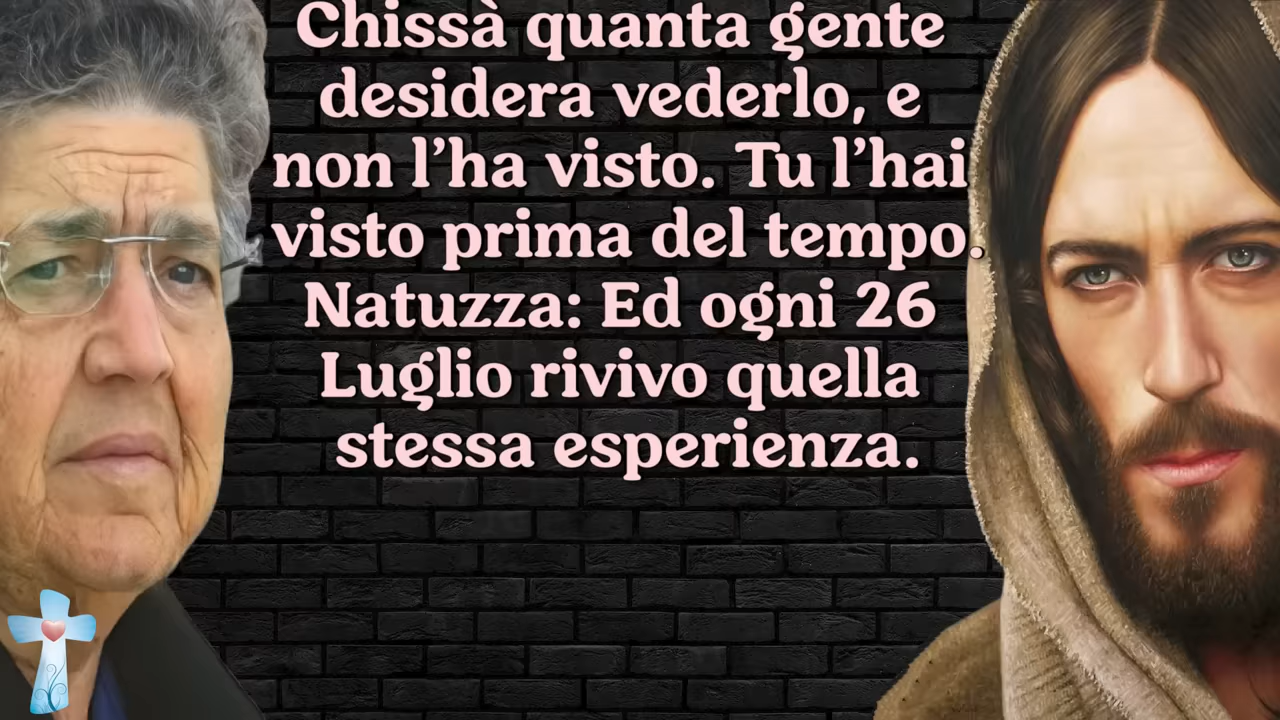 Chissà quanta gente
desidera vederlo, e
non l’ha visto. Tu l’hai
visto prima del tempo.
Natuzza: Ed ogni 26
Luglio rivivo quella
stessa esperienza.